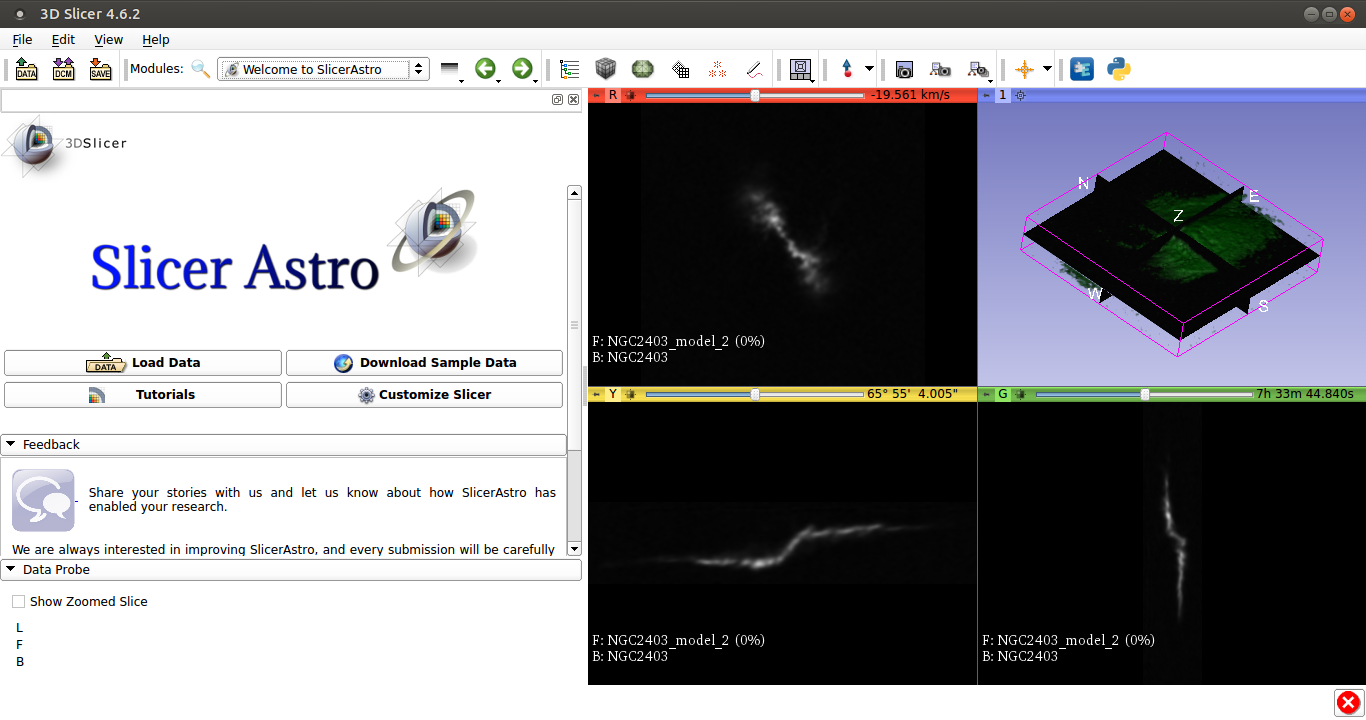 3D Slicer 4.6.2
File Edit View Help
DATA DCM SAVE Modules: Welcome to SlicerAstro
R -19.561 km/s
1
3DSlicer
Slicer Astro
DATA Load Data
Download Sample Data
Tutorials
Customize Slicer
Feedback
Share your stories with us and let us know about how SlicerAstro has
enabled your research.
We are always interested in improving SlicerAstro, and every submission will be carefully
Data Probe
Show Zoomed Slice
L
F
B
F: NGC2403_model_2 (0%)
B: NGC2403
N
E
Z
W
S
Y 65° 55' 4.005"
F: NGC2403_model_2 (0%)
B: NGC2403
G 7h 33m 44.840s
F: NGC2403_model_2 (0%)
B: NGC2403